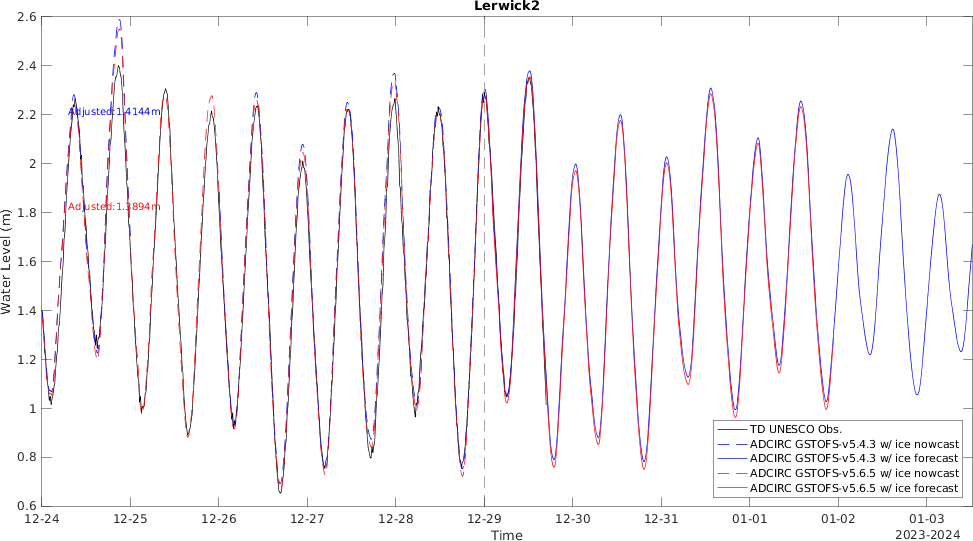 Lerwick2
2.6
2.4
2.2
2
1.8
1.6
1.4
1.2
1
0.8
0.6
Water Level (m)
Adjusted:1.4144m
Adjusted:1.3894m
TD UNESCO Obs.
ADCIRC GSTOFS-v5.4.3 w/ ice nowcast
ADCIRC GSTOFS-v5.4.3 w/ ice forecast
ADCIRC GSTOFS-v5.6.5 w/ ice nowcast
ADCIRC GSTOFS-v5.6.5 w/ ice forecast
12-24 12-25 12-26 12-27 12-28 12-29 12-30 12-31 01-01 01-02 01-03
Time
2023-2024